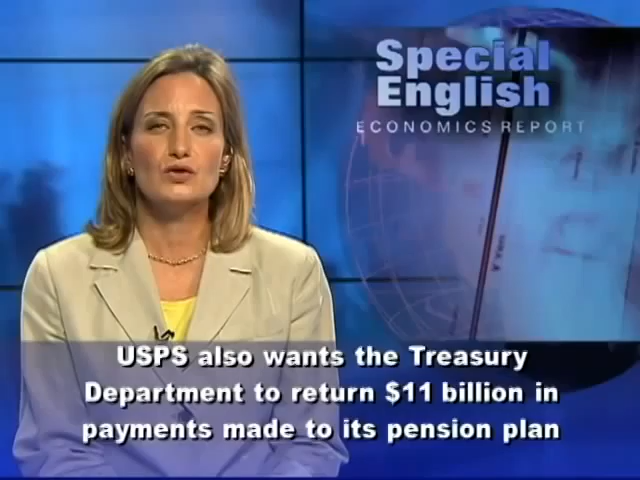 Special
English
ECONOMICS REPORT
USPS also wants the Treasury
Department to return $11 billion in
payments made to its pension plan